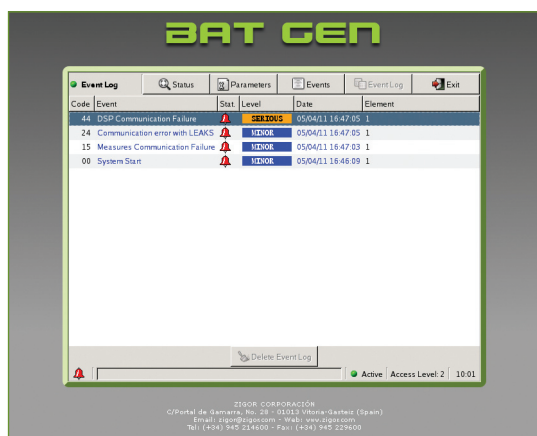 BAT GEN
Event Log Status Parameters Events Event Log Exit
Code Event Stat. Level Date Element
44 DSP Communication Failure SERIOUS 05/04/11 16:47:05 1
24 Communication error with LEAKS MINOR 05/04/11 16:47:05 1
15 Measures Communication Failure MINOR 05/04/11 16:47:03 1
00 System Start MINOR 05/04/11 16:46:09 1
Delete Event Log
Active Access Level: 2 10:01
ZIGOR CORPORACIÓN
C/Portal de Gamarra, No. 28 - 01013 Vitoria-Gasteiz (Spain)
Email: zigor@zigor.com - Web: www.zigor.com
Tel: (+34) 945 214600 - Fax: (+34) 945 229600